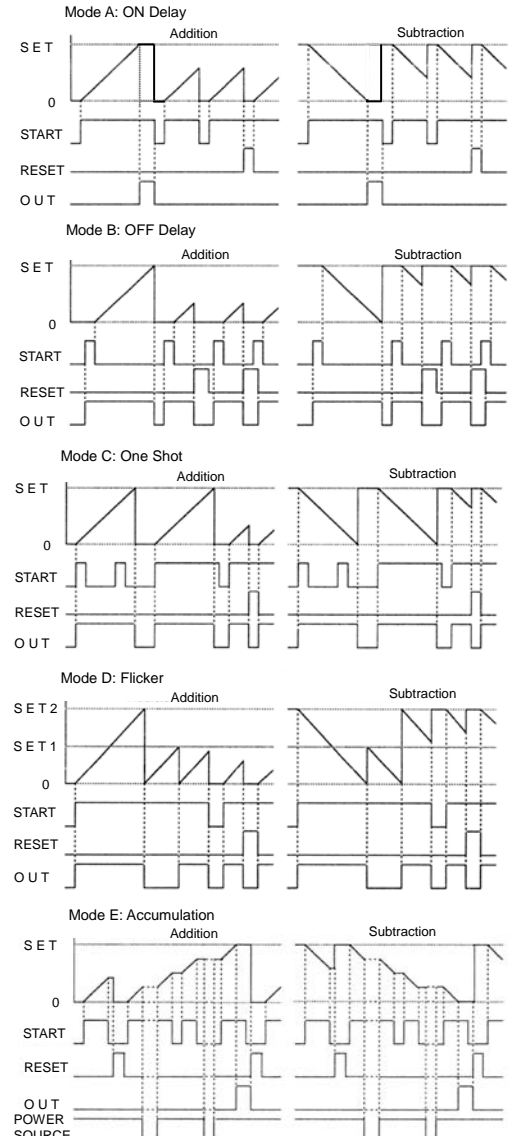 Mode A: ON Delay
Addition Subtraction
SET
0
START
RESET
OUT
Mode B: OFF Delay
Addition Subtraction
SET
0
START
RESET
OUT
Mode C: One Shot
Addition Subtraction
SET
0
START
RESET
OUT
Mode D: Flicker
Addition Subtraction
SET2
SET1
0
START
RESET
OUT
Mode E: Accumulation
Addition Subtraction
SET
0
START
RESET
OUT
POWER
SOURCE